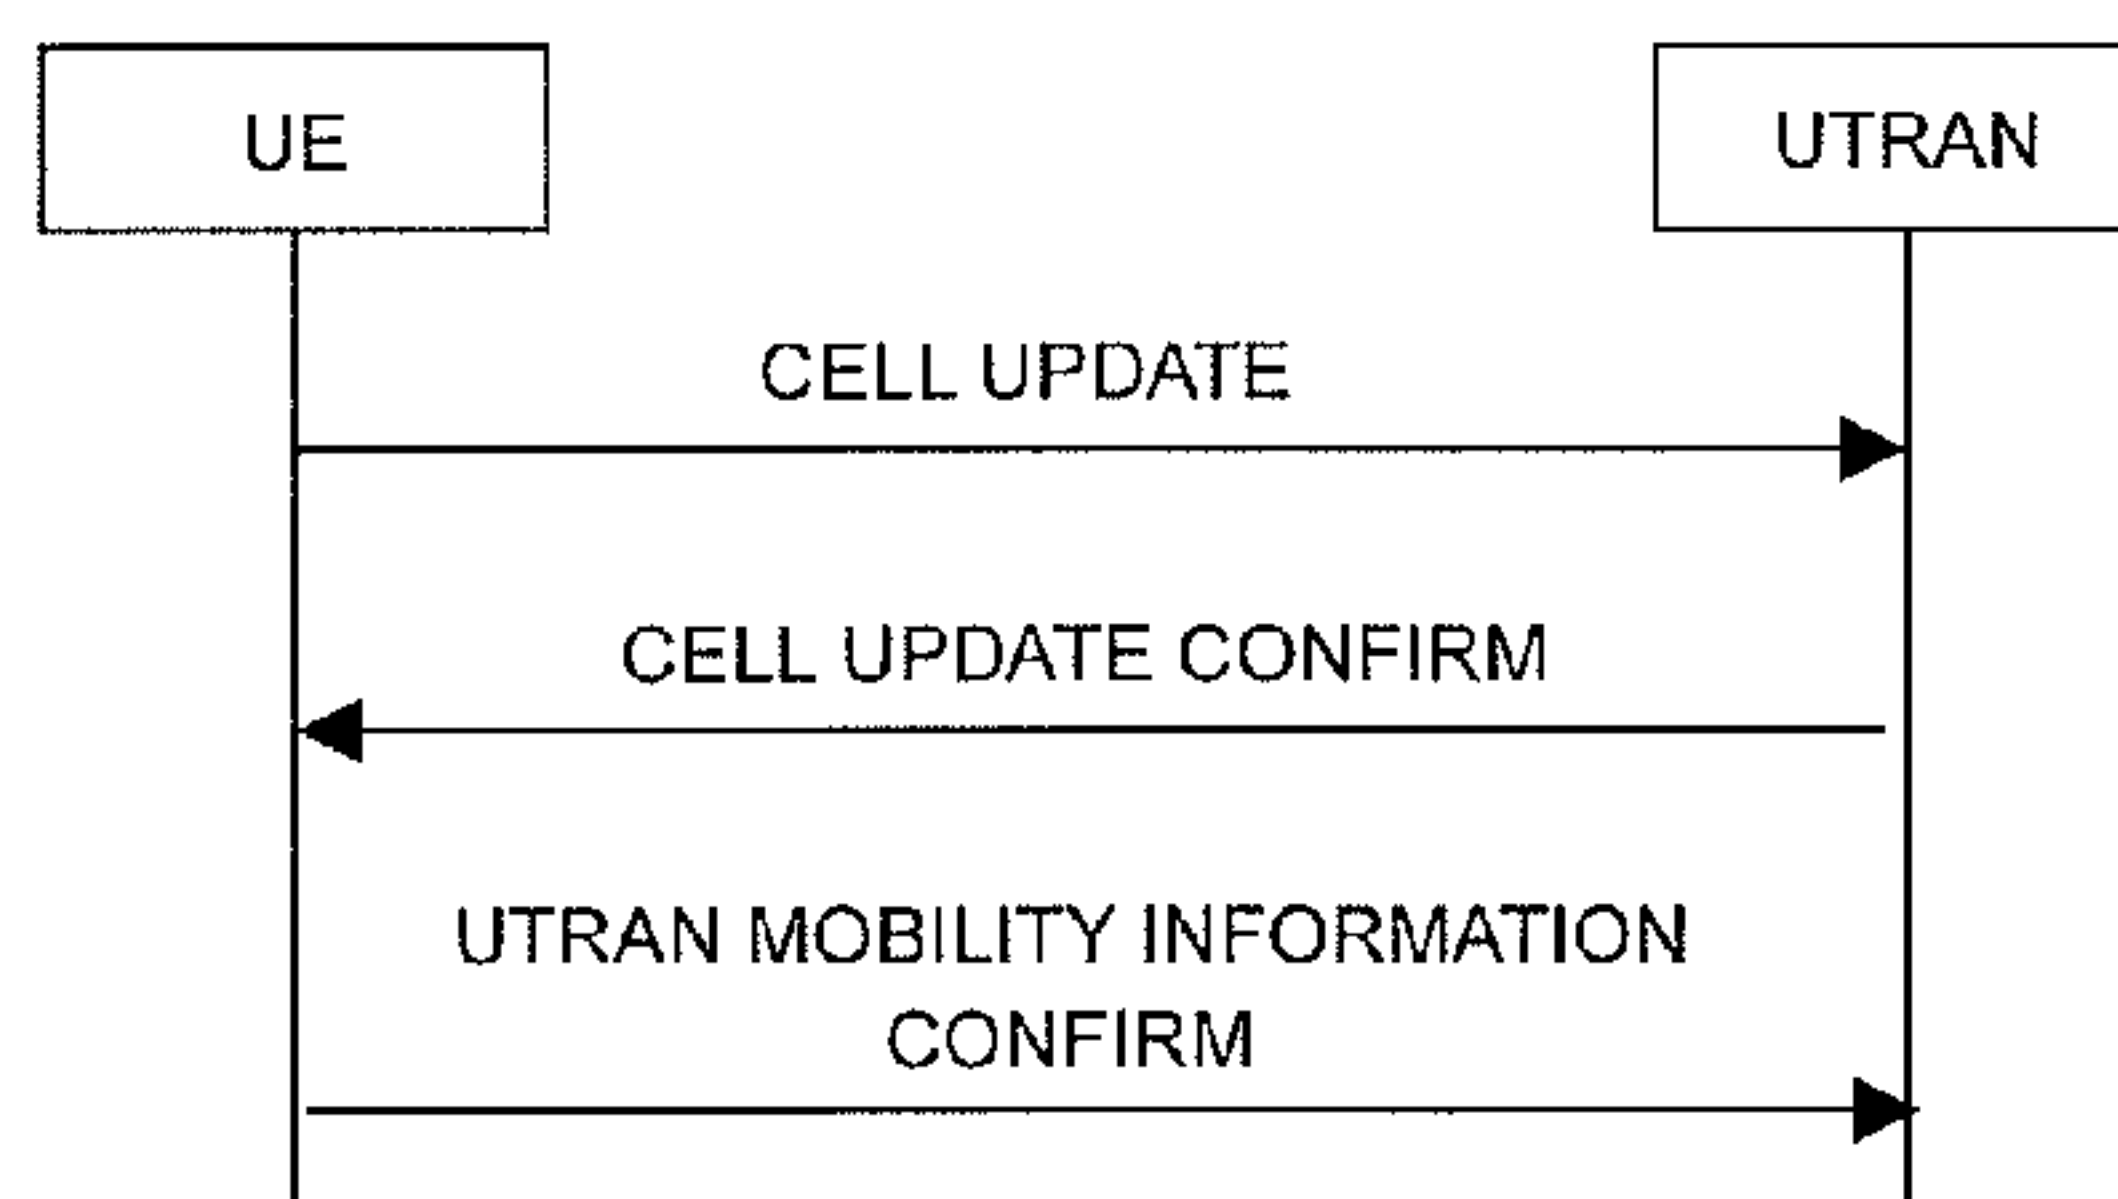 UE
UTRAN
CELL UPDATE
CELL UPDATE CONFIRM
UTRAN MOBILITY INFORMATION
CONFIRM